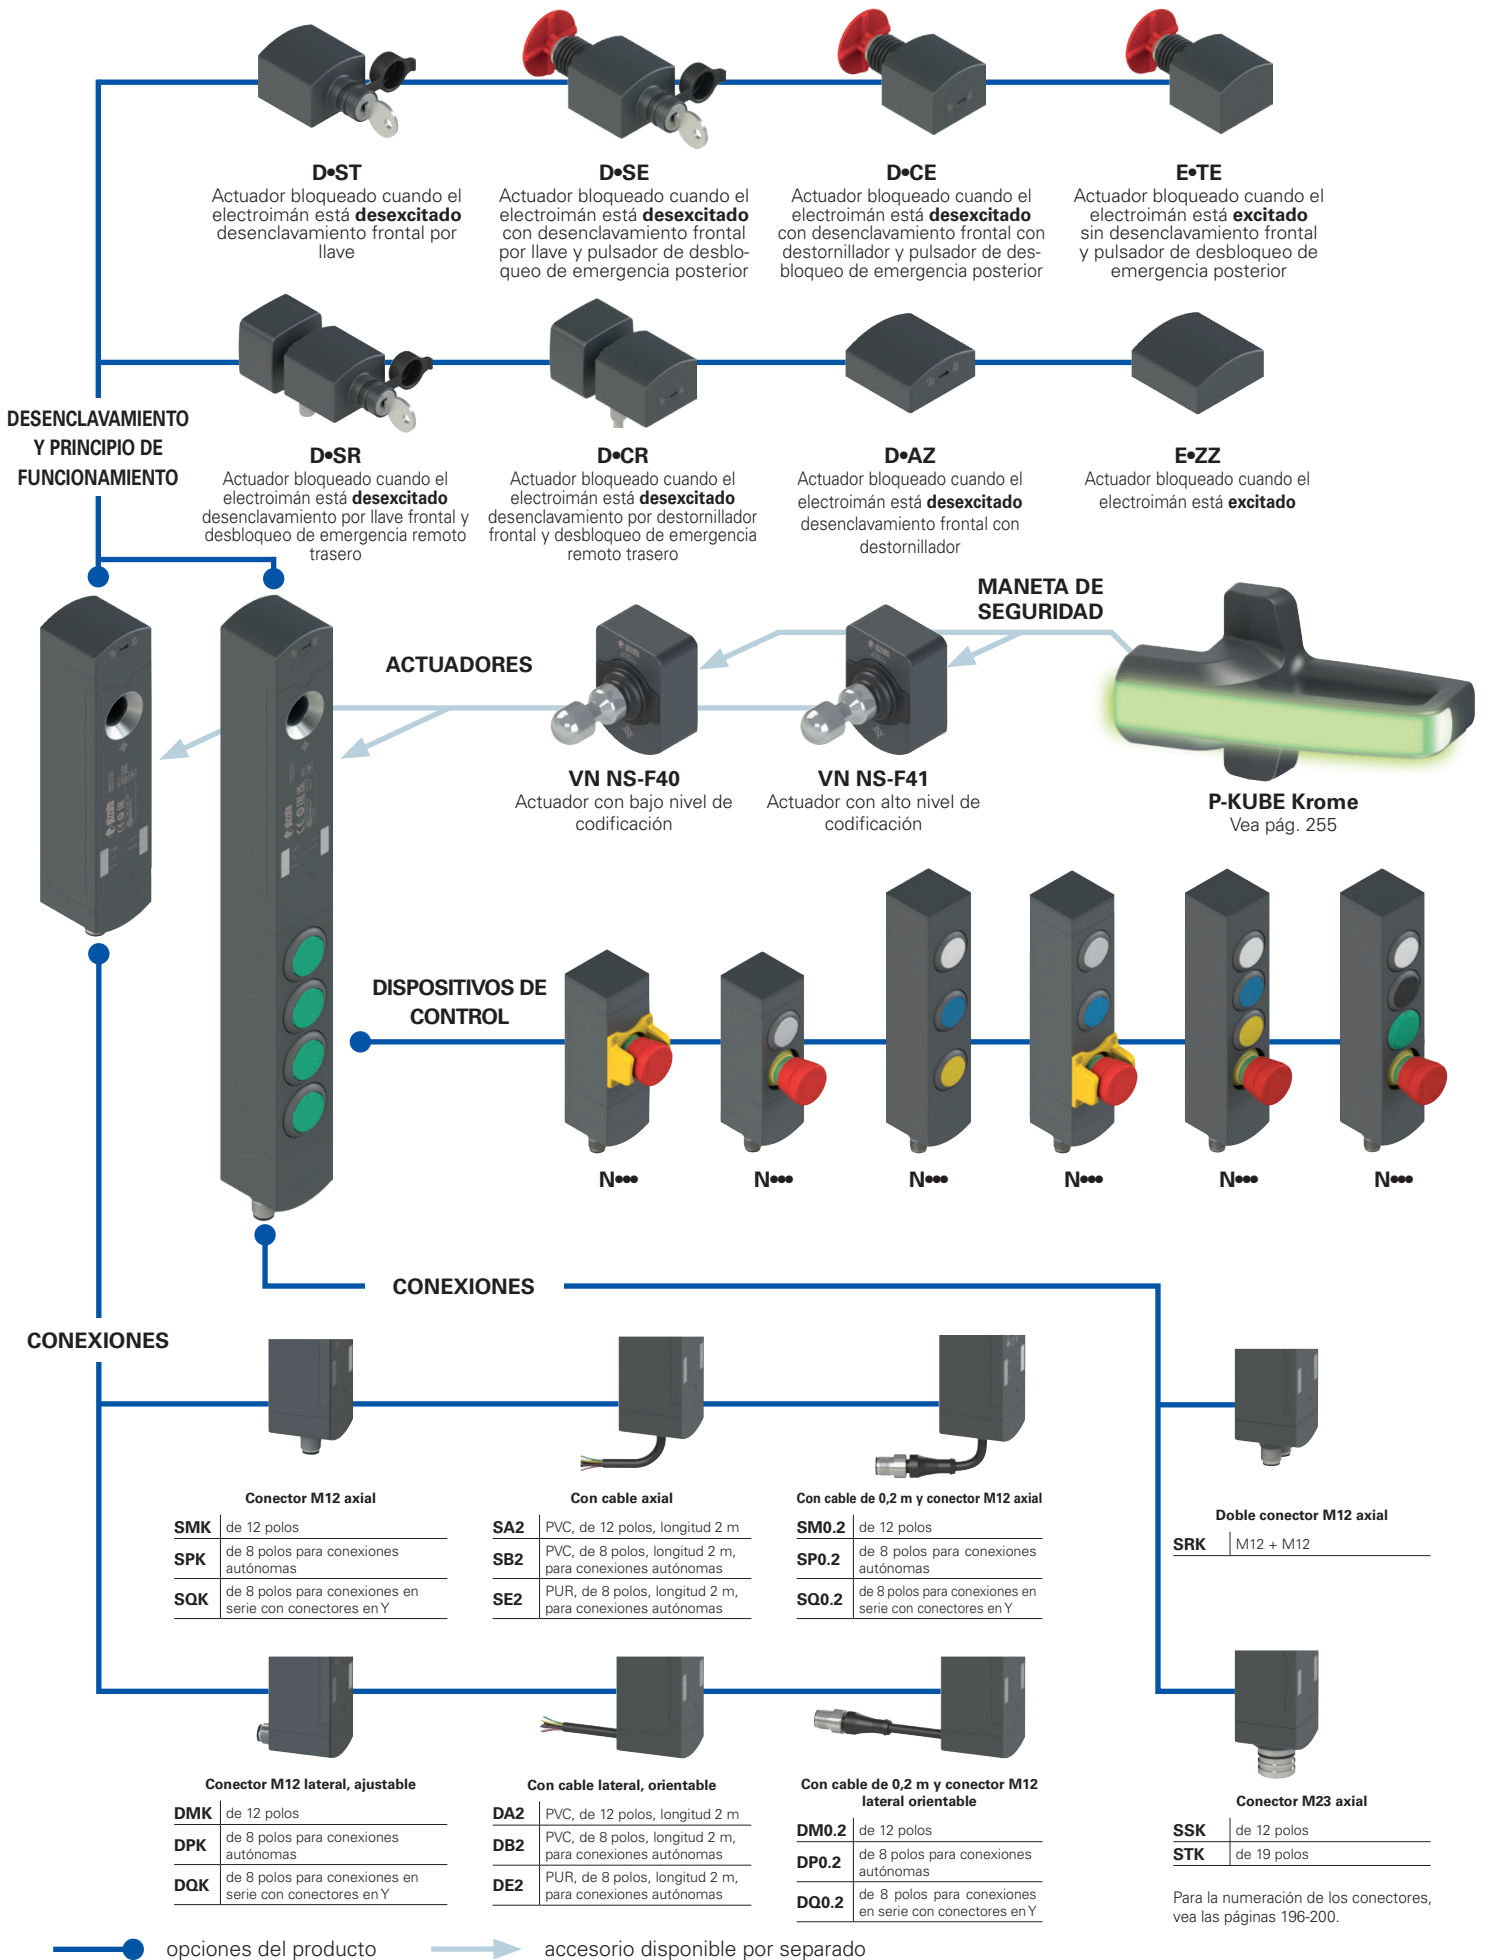 D•ST
Actuador bloqueado cuando el
electroimán está desexcitado
desenclavamiento frontal por
llave
D•SE
Actuador bloqueado cuando el
electroimán está desexcitado
con desenclavamiento frontal
por llave y pulsador de desblo-
queo de emergencia posterior
D•CE
Actuador bloqueado cuando el
electroimán está desexcitado
con desenclavamiento frontal con
destornillador y pulsador de des-
bloqueo de emergencia posterior
E•TE
Actuador bloqueado cuando el
electroimán está excitado
sin desenclavamiento frontal
y pulsador de desbloqueo de
emergencia posterior
DESENCLAVAMIENTO
Y PRINCIPIO DE
FUNCIONAMIENTO
D•SR
Actuador bloqueado cuando el
electroimán está desexcitado
desenclavamiento por llave frontal y
desbloqueo de emergencia remoto
trasero
D•CR
Actuador bloqueado cuando el
electroimán está desexcitado
desenclavamiento por destornillador
frontal y desbloqueo de emergencia
remoto trasero
D•AZ
Actuador bloqueado cuando el
electroimán está desexcitado
desenclavamiento frontal con
destornillador
E•ZZ
Actuador bloqueado cuando el
electroimán está excitado
MANETA DE
SEGURIDAD
ACTUADORES
VN NS-F40
Actuador con bajo nivel de
codificación
VN NS-F41
Actuador con alto nivel de
codificación
P-KUBE Krome
Vea pág. 255
DISPOSITIVOS DE
CONTROL
N•••
N•••
N•••
N•••
N•••
N•••
CONEXIONES
CONEXIONES
Conector M12 axial
SMK de 12 polos
SPK de 8 polos para conexiones
autónomas
SQK de 8 polos para conexiones en
serie con conectores en Y
Con cable axial
SA2 PVC, de 12 polos, longitud 2 m
SB2 PVC, de 8 polos, longitud 2 m,
para conexiones autónomas
SE2 PUR, de 8 polos, longitud 2 m,
para conexiones autónomas
Con cable de 0,2 m y conector M12 axial
SM0.2 de 12 polos
SP0.2 de 8 polos para conexiones
autónomas
SQ0.2 de 8 polos para conexiones en
serie con conectores en Y
Doble conector M12 axial
SRK M12 + M12
Conector M12 lateral, ajustable
DMK de 12 polos
DPK de 8 polos para conexiones
autónomas
DQK de 8 polos para conexiones en
serie con conectores en Y
Con cable lateral, orientable
DA2 PVC, de 12 polos, longitud 2 m
DB2 PVC, de 8 polos, longitud 2 m,
para conexiones autónomas
DE2 PUR, de 8 polos, longitud 2 m,
para conexiones autónomas
Con cable de 0,2 m y conector M12
lateral orientable
DM0.2 de 12 polos
DP0.2 de 8 polos para conexiones
autónomas
DQ0.2 de 8 polos para conexiones
en serie con conectores en Y
Conector M23 axial
SSK de 12 polos
STK de 19 polos
Para la numeración de los conectores,
vea las páginas 196-200.
opciones del producto
accesorio disponible por separado